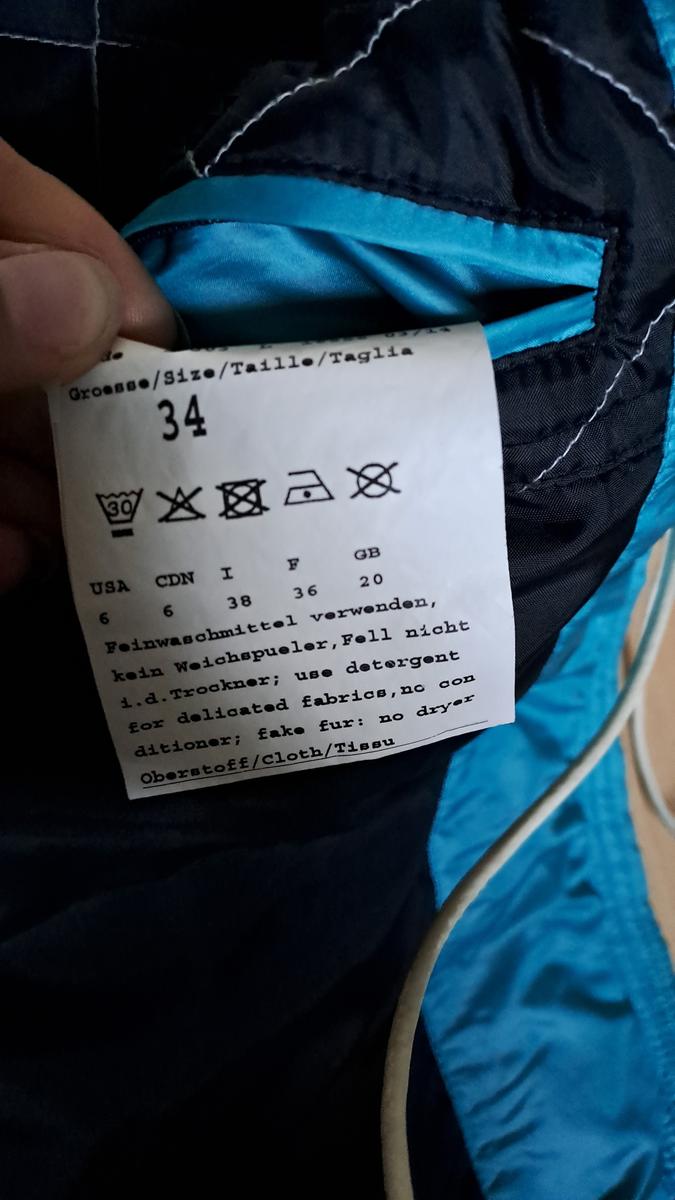 Groesse/Size/Taille/Taglia
34
30
USA CDN I F GB
6 6 38 36 20
Feinwaschmittel verwenden,
kein Weichspueler,Fell nicht
i.d.Trockner; use detergent
for delicated fabrics,no con
ditioner; fake fur: no dryer
Oberstoff/Cloth/Tissu